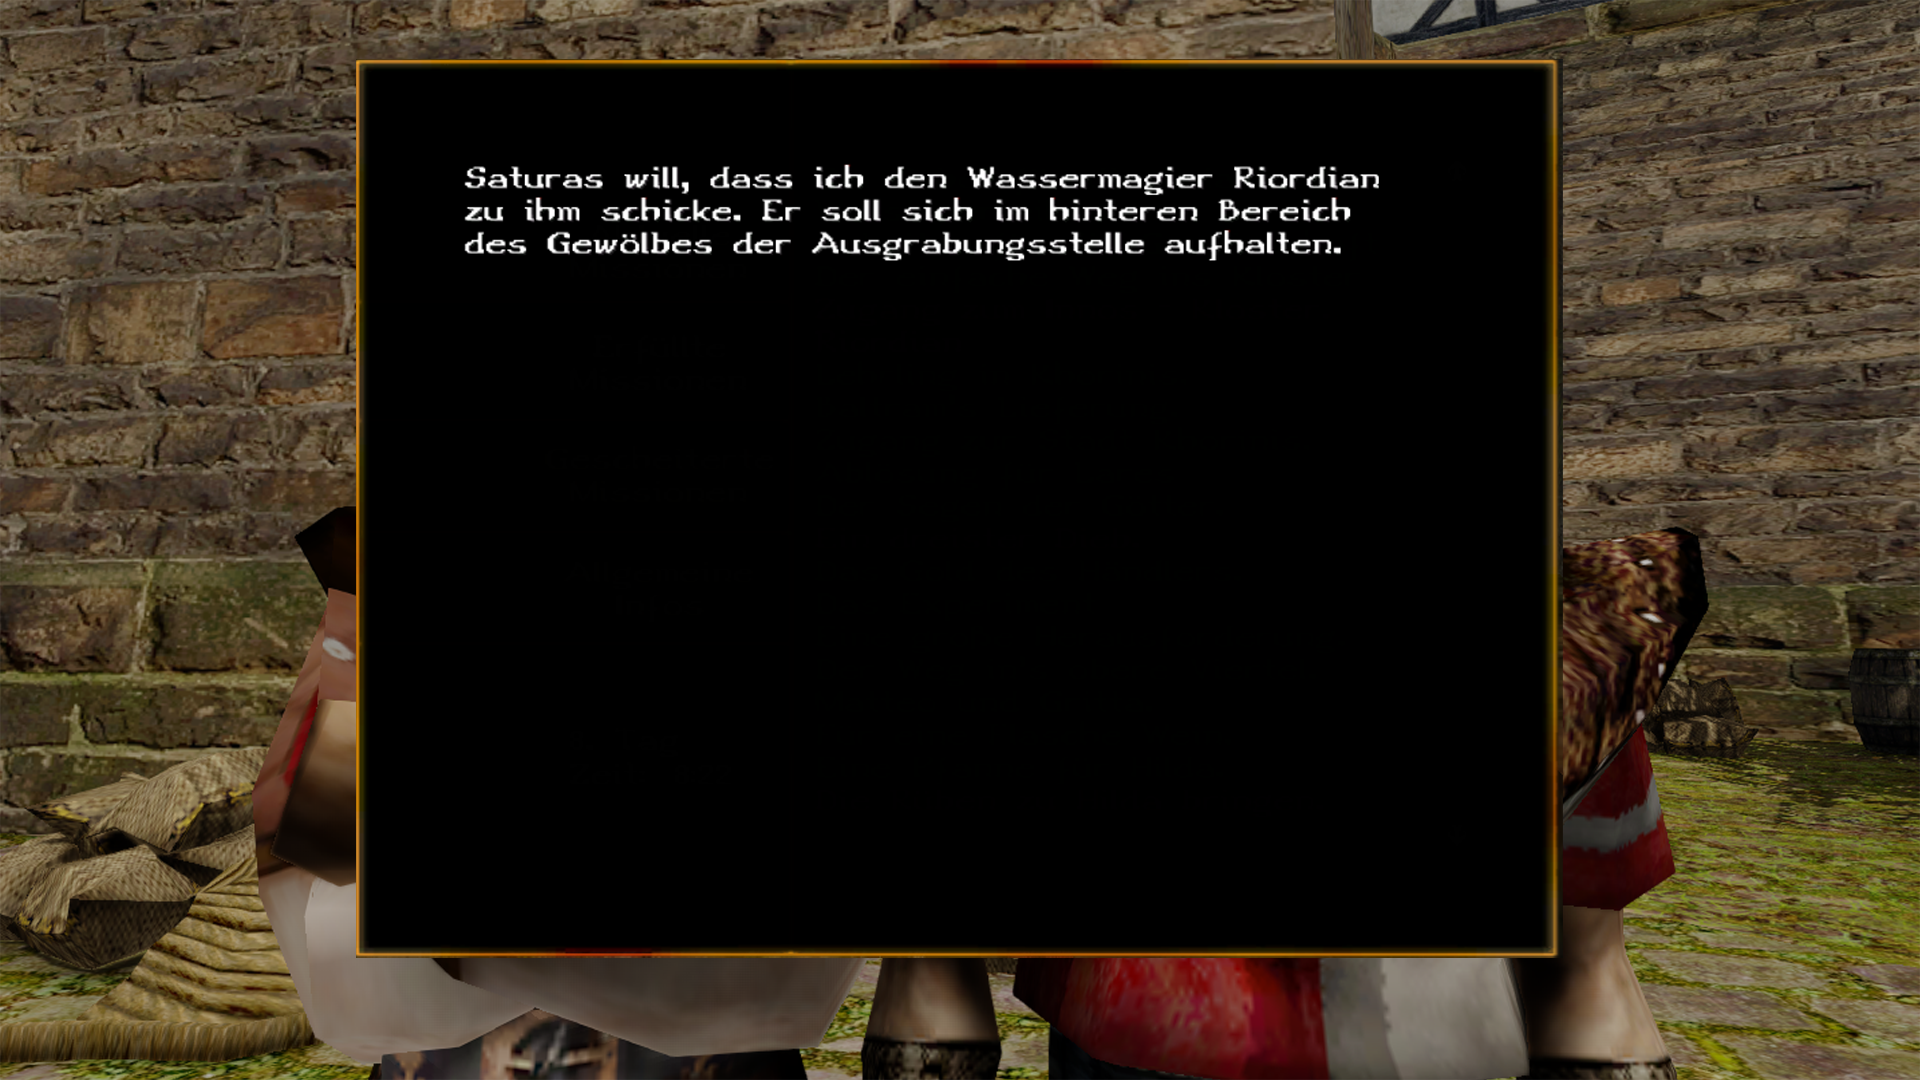 Saturas will, dass ich den Wassermagier Riordian
zu ihm schicke. Er soll sich im hinteren Bereich
des Gewölbes der Ausgrabungsstelle aufhalten.